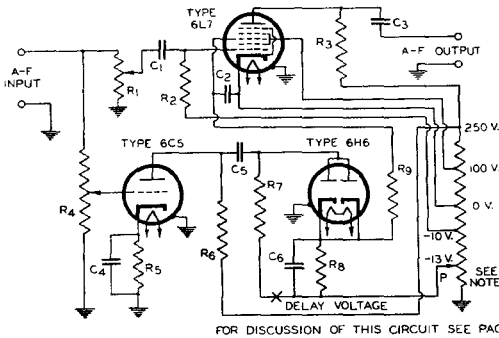 TYPE
6L7
C3
R3
A-F OUTPUT
A-F
INPUT
C1
R1
R2
C2
250 V.
TYPE 6C5
TYPE 6H6
C5
R7
R9
100 V.
0 V.
R4
-10 V.
-13 V.
C4
R5
R6
C6
R8
P
SEE
NOTE
DELAY VOLTAGE
FOR DISCUSSION OF THIS CIRCUIT SEE PAG